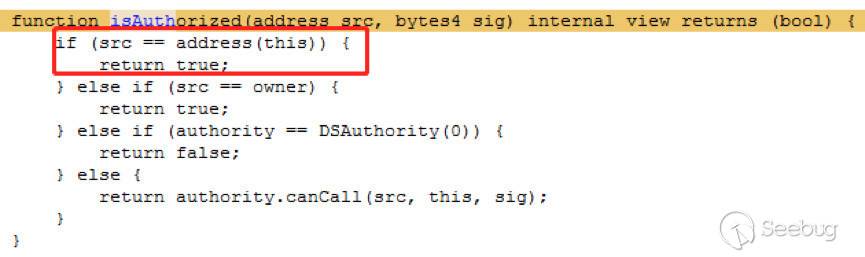 function isAuthorized(address src, bytes4 sig) internal view returns (bool) {
if (src == address(this)) {
return true;
} else if (src == owner) {
return true;
} else if (authority == DSAuthority(0)) {
return false;
} else {
return authority.canCall(src, this, sig);
}
}
Seebug